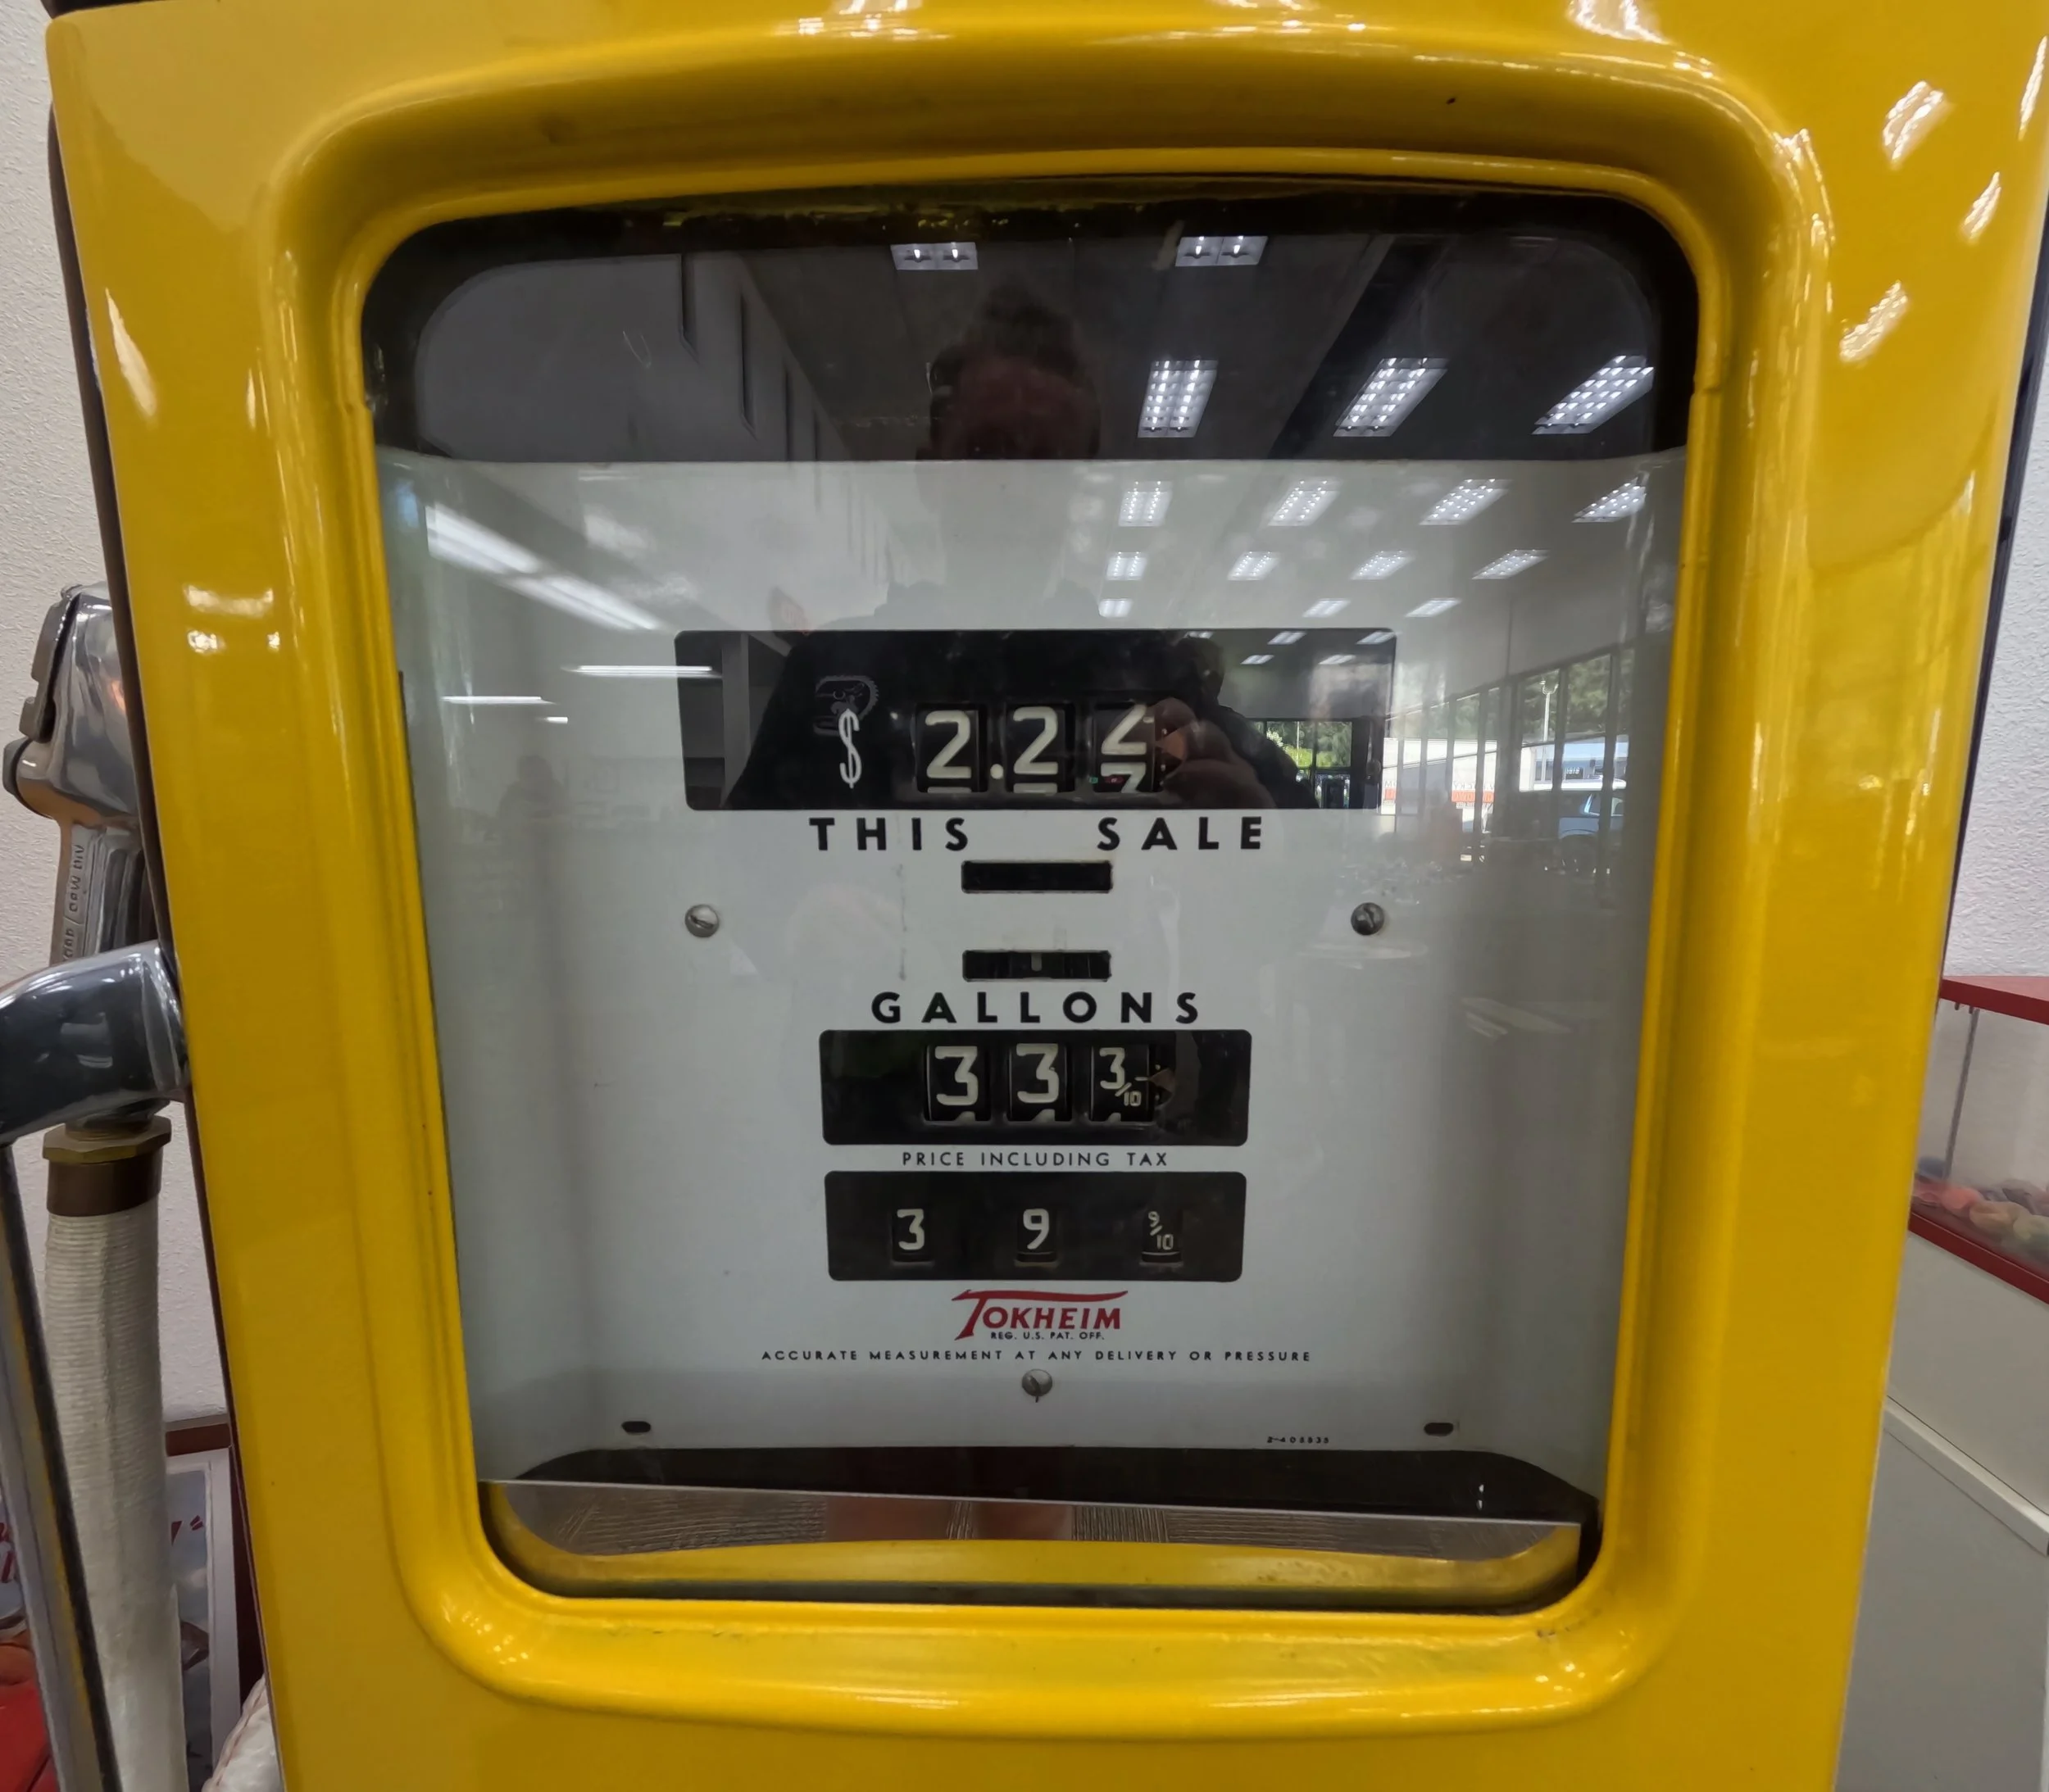 $ 2.22
THIS SALE
GALLONS
3 3 3/10
PRICE INCLUDING TAX
3 9 9/10
TOKHEIM
REG. U.S. PAT. OFF.
ACCURATE MEASUREMENT AT ANY DELIVERY OR PRESSURE